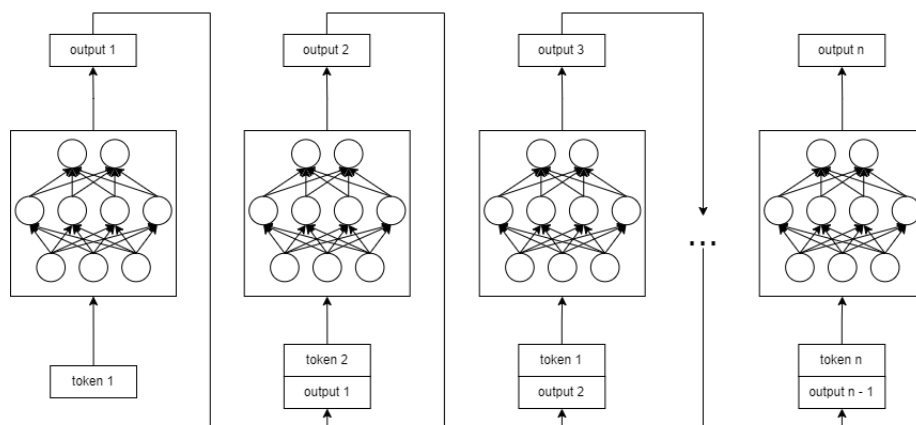 output 1
output 2
output 3
output n
...
token 1
token 2
output 1
token 1
output 2
token n
output n - 1